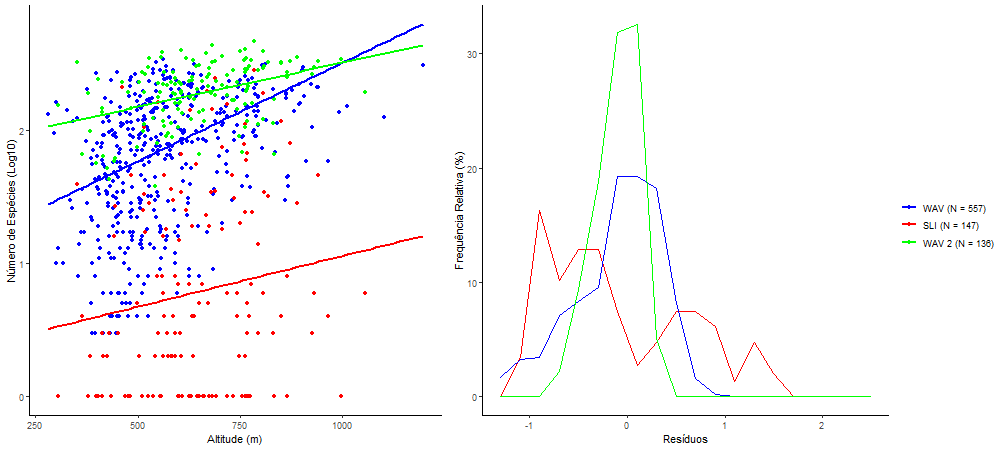 Número de Espécies (Log10)
2
1
0
250
500
750
1000
Altitude (m)
Frequência Relativa (%)
30
20
10
0
-1
0
1
2
Resíduos
WAV (N = 557)
SLI (N = 147)
WAV 2 (N = 136)